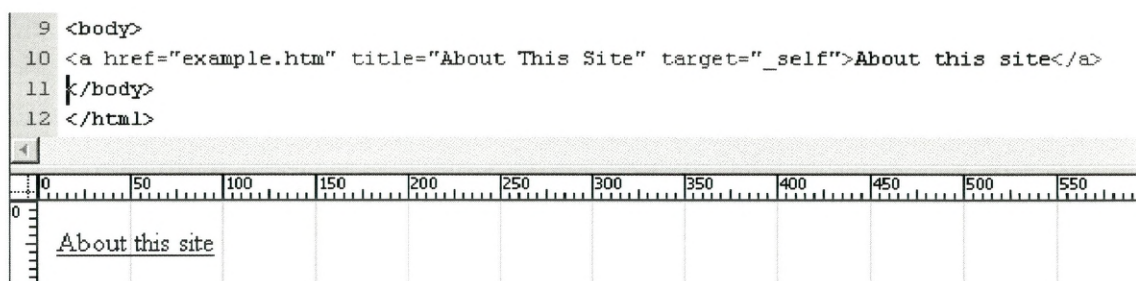 9 <body>
10 <a href="example.htm" title="About This Site" target="_self">About this site</a>
11 </body>
12 </html>
0 50 100 150 200 250 300 350 400 450 500 550
0
About this site